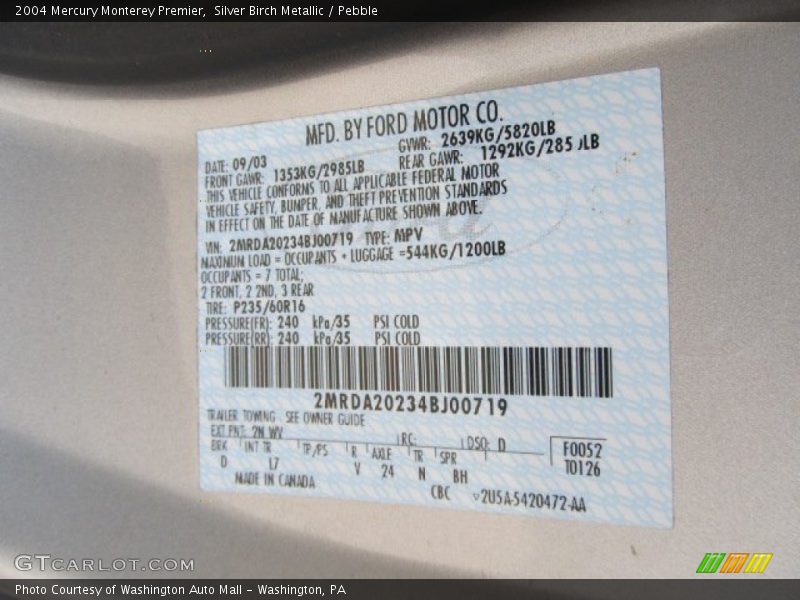 2004 Mercury Monterey Premier, Silver Birch Metallic / Pebble
MFD. BY FORD MOTOR CO.
DATE: 09/03 GVWR: 2639KG/5820LB
FRONT GAWR: 1353KG/2985LB REAR GAWR: 1292KG/285 LB
THIS VEHICLE CONFORMS TO ALL APPLICABLE FEDERAL MOTOR
VEHICLE SAFETY, BUMPER, AND THEFT PREVENTION STANDARDS
IN EFFECT ON THE DATE OF MANUFACTURE SHOWN ABOVE.
VIN: 2MRDA20234BJ00719 TYPE: MPV
MAXIMUM LOAD = OCCUPANTS + LUGGAGE =544KG/1200LB
OCCUPANTS = 7 TOTAL;
2 FRONT, 2 2ND, 3 REAR
TIRE: P235/60R16
PRESSURE(FR): 240 kPa/35 PSI COLD
PRESSURE(RR): 240 kPa/35 PSI COLD
2MRDA20234BJ00719
TRAILER TOWING - SEE OWNER GUIDE
EXT PNT: 2N WV RC: DSO: D F0052
BRK INT TR TP/PS R AXLE TR SPR T0126
D L7 V 24 N BH
MADE IN CANADA CBC 2U5A-5420472-AA
GTCARLOT.COM
Photo Courtesy of Washington Auto Mall - Washington, PA